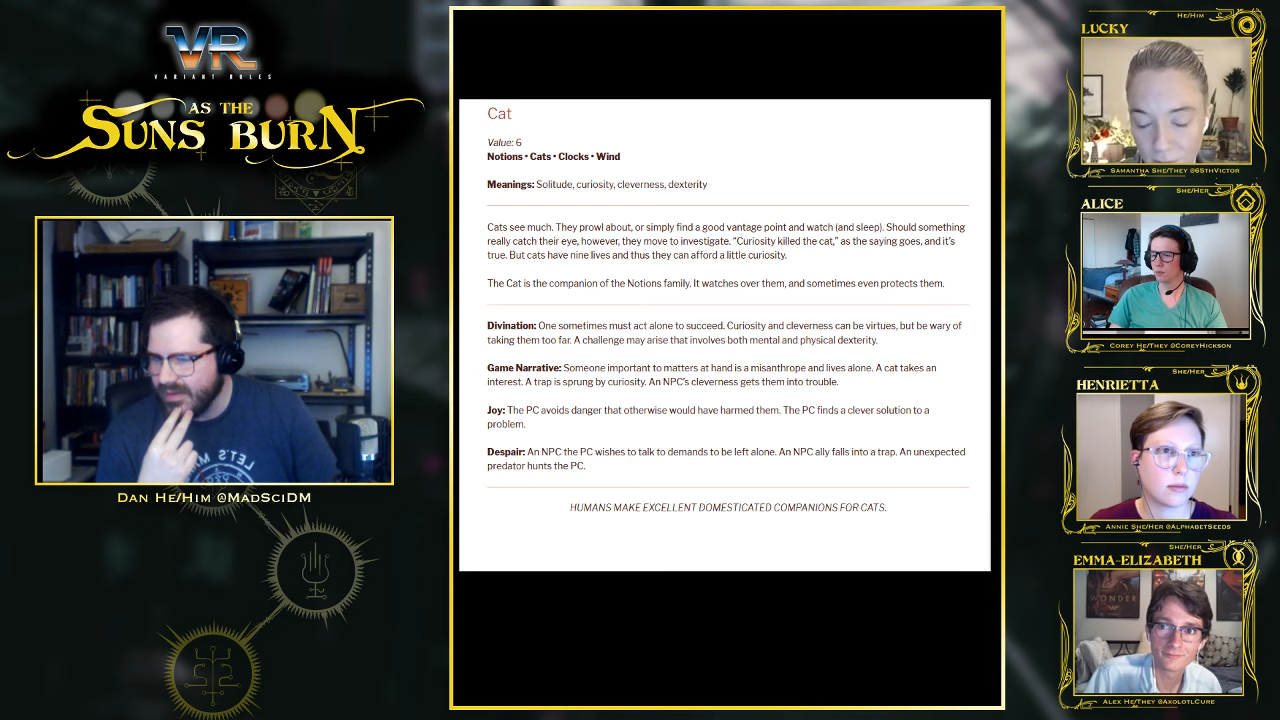 VR
VARIANT RULES
AS THE
SUNS BURN
LET'S M
DAN HE/HIM @MADSCIDM
Cat
Value: 6
Notions • Cats • Clocks • Wind
Meanings: Solitude, curiosity, cleverness, dexterity
Cats see much. They prowl about, or simply find a good vantage point and watch (and sleep). Should something
really catch their eye, however, they move to investigate. “Curiosity killed the cat,” as the saying goes, and it’s
true. But cats have nine lives and thus they can afford a little curiosity.
The Cat is the companion of the Notions family. It watches over them, and sometimes even protects them.
Divination: One sometimes must act alone to succeed. Curiosity and cleverness can be virtues, but be wary of
taking them too far. A challenge may arise that involves both mental and physical dexterity.
Game Narrative: Someone important to matters at hand is a misanthrope and lives alone. A cat takes an
interest. A trap is sprung by curiosity. An NPC’s cleverness gets them into trouble.
Joy: The PC avoids danger that otherwise would have harmed them. The PC finds a clever solution to a
problem.
Despair: An NPC the PC wishes to talk to demands to be left alone. An NPC ally falls into a trap. An unexpected
predator hunts the PC.
HUMANS MAKE EXCELLENT DOMESTICATED COMPANIONS FOR CATS.
HE/HIM
LUCKY
SAMANTHA SHE/THEY @65THVICTOR
SHE/HER
ALICE
COREY HE/THEY @COREYHICKSON
SHE/HER
HENRIETTA
ANNIE SHE/HER @ALPHABETSEEDS
SHE/HER
EMMA-ELIZABETH
WONDER
ALEX HE/THEY @AXOLOTLCURE